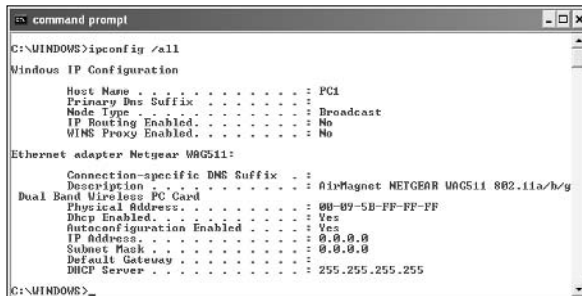 command prompt
C:\WINDOWS>ipconfig /all
Windows IP Configuration
Host Name . . . . . . . . . . . . : PC1
Primary Dns Suffix . . . . . . . :
Node Type . . . . . . . . . . . . : Broadcast
IP Routing Enabled. . . . . . . . : No
WINS Proxy Enabled. . . . . . . . : No
Ethernet adapter Netgear WAG511:
Connection-specific DNS Suffix . :
Description . . . . . . . . . . . : AirMagnet NETGEAR WAG511 802.11a/b/g
Dual Band Wireless PC Card
Physical Address. . . . . . . . . : 00-09-5B-FF-FF-FF
Dhcp Enabled. . . . . . . . . . . : Yes
Autoconfiguration Enabled . . . . : Yes
IP Address. . . . . . . . . . . . : 0.0.0.0
Subnet Mask . . . . . . . . . . . : 0.0.0.0
Default Gateway . . . . . . . . . :
DHCP Server . . . . . . . . . . . : 255.255.255.255
C:\WINDOWS>_